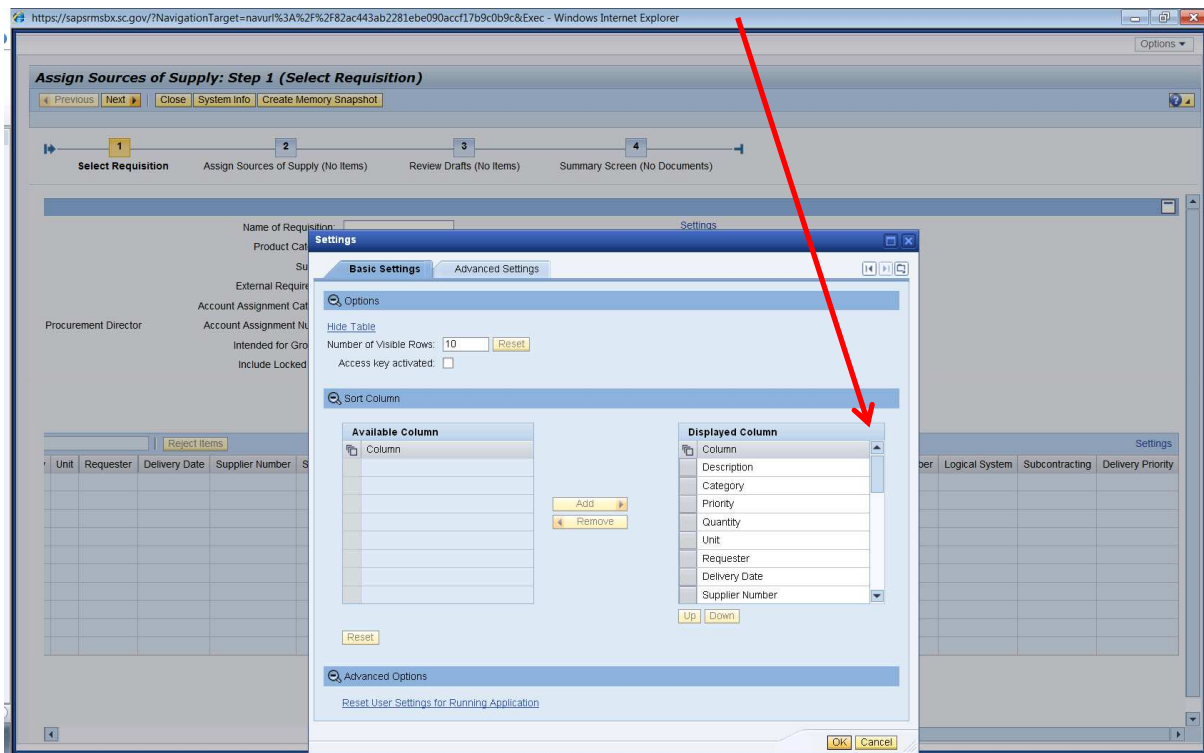 https://sapsrmsbx.sc.gov/?NavigationTarget=navurl%3A%2F%2F82ac443ab2281ebe090accf17b9c0b9c&Exec - Windows Internet Explorer
Options
Assign Sources of Supply: Step 1 (Select Requisition)
Previous Next Close System Info Create Memory Snapshot
1 2 3 4
Select Requisition Assign Sources of Supply (No Items) Review Drafts (No Items) Summary Screen (No Documents)
Name of Requisition: Settings
Product Cat
Su
External Require
Account Assignment Cat
Procurement Director Account Assignment Nu
Intended for Gro
Include Locked
Reject Items Settings
Unit Requester Delivery Date Supplier Number S ber Logical System Subcontracting Delivery Priority
Settings
Basic Settings Advanced Settings
Options
Hide Table
Number of Visible Rows: 10 Reset
Access key activated:
Sort Column
Available Column Displayed Column
Column Column
Description
Category
Add Priority
Remove Quantity
Unit
Requester
Delivery Date
Supplier Number
Up Down
Reset
Advanced Options
Reset User Settings for Running Application
OK Cancel